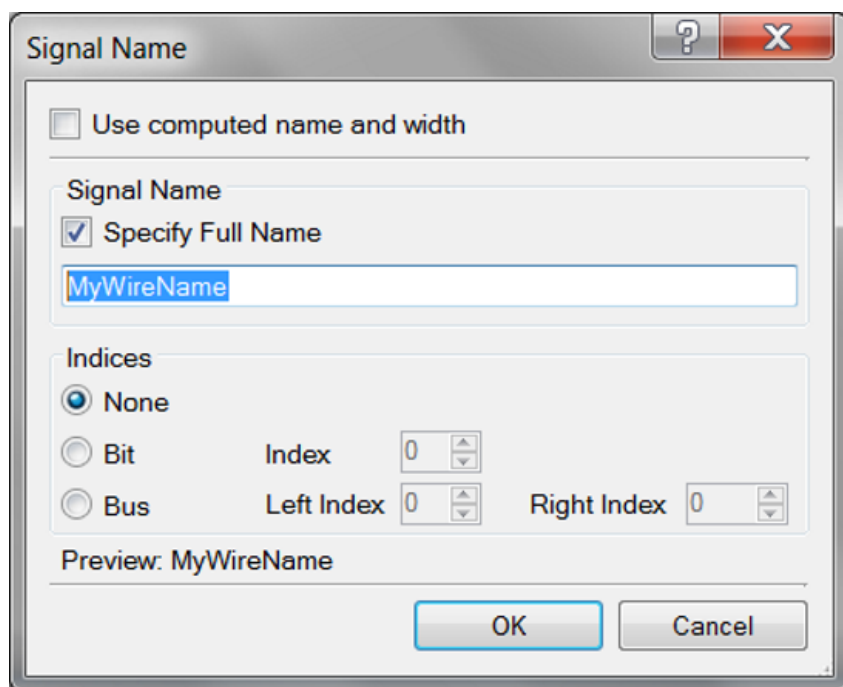 Signal Name
Use computed name and width
Signal Name
Specify Full Name
MyWireName
Indices
None
Bit Index 0
Bus Left Index 0 Right Index 0
Preview: MyWireName
OK Cancel